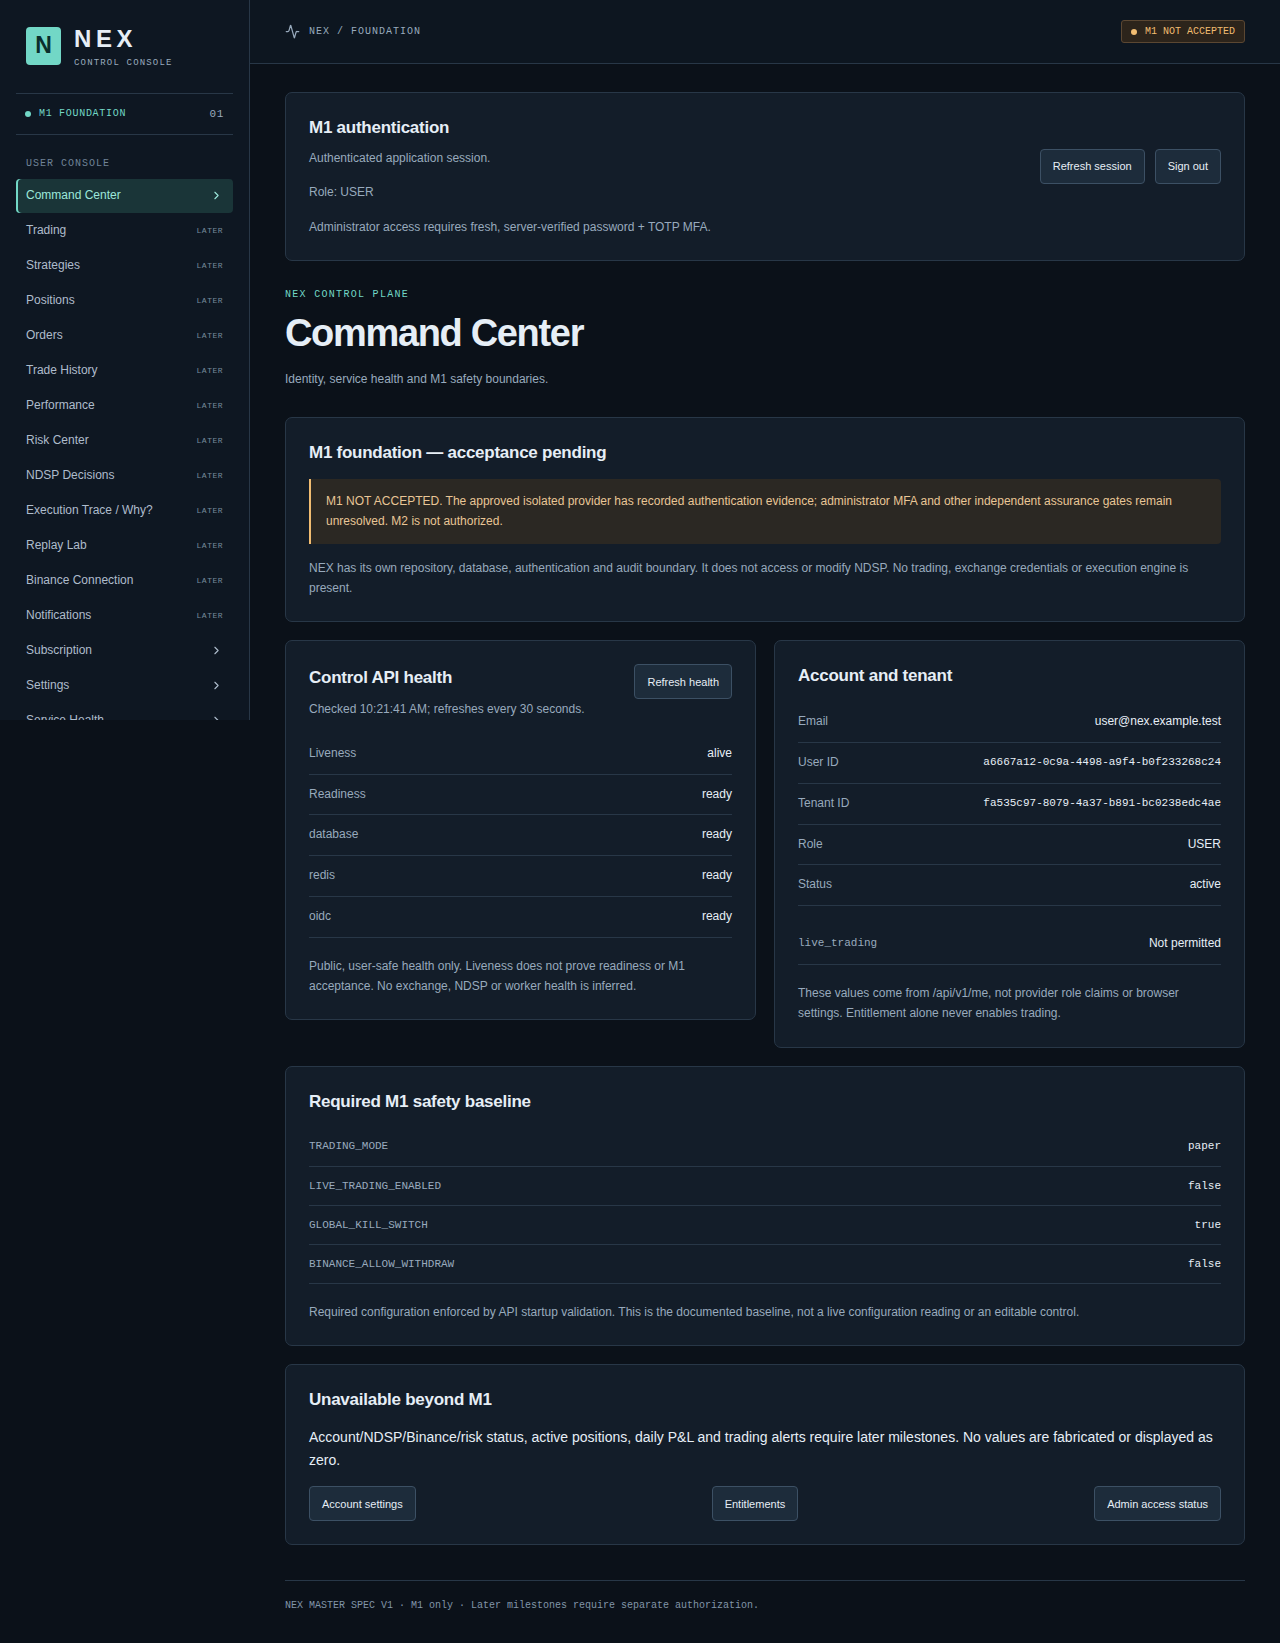 N
NEX
CONTROL CONSOLE
M1 FOUNDATION 01
USER CONSOLE
Command Center
Trading LATER
Strategies LATER
Positions LATER
Orders LATER
Trade History LATER
Performance LATER
Risk Center LATER
NDSP Decisions LATER
Execution Trace / Why? LATER
Replay Lab LATER
Binance Connection LATER
Notifications LATER
Subscription
Settings
Service Health
NEX / FOUNDATION
M1 NOT ACCEPTED
M1 authentication
Authenticated application session.
Role: USER
Administrator access requires fresh, server-verified password + TOTP MFA.
Refresh session
Sign out
NEX CONTROL PLANE
Command Center
Identity, service health and M1 safety boundaries.
M1 foundation — acceptance pending
M1 NOT ACCEPTED. The approved isolated provider has recorded authentication evidence; administrator MFA and other independent assurance gates remain
unresolved. M2 is not authorized.
NEX has its own repository, database, authentication and audit boundary. It does not access or modify NDSP. No trading, exchange credentials or execution engine is
present.
Control API health
Refresh health
Checked 10:21:41 AM; refreshes every 30 seconds.
Liveness alive
Readiness ready
database ready
redis ready
oidc ready
Public, user-safe health only. Liveness does not prove readiness or M1
acceptance. No exchange, NDSP or worker health is inferred.
Account and tenant
Email user@nex.example.test
User ID a6667a12-0c9a-4498-a9f4-b0f233268c24
Tenant ID fa535c97-8079-4a37-b891-bc0238edc4ae
Role USER
Status active
live_trading Not permitted
These values come from /api/v1/me, not provider role claims or browser
settings. Entitlement alone never enables trading.
Required M1 safety baseline
TRADING_MODE paper
LIVE_TRADING_ENABLED false
GLOBAL_KILL_SWITCH true
BINANCE_ALLOW_WITHDRAW false
Required configuration enforced by API startup validation. This is the documented baseline, not a live configuration reading or an editable control.
Unavailable beyond M1
Account/NDSP/Binance/risk status, active positions, daily P&L and trading alerts require later milestones. No values are fabricated or displayed as
zero.
Account settings
Entitlements
Admin access status
NEX MASTER SPEC V1 · M1 only · Later milestones require separate authorization.